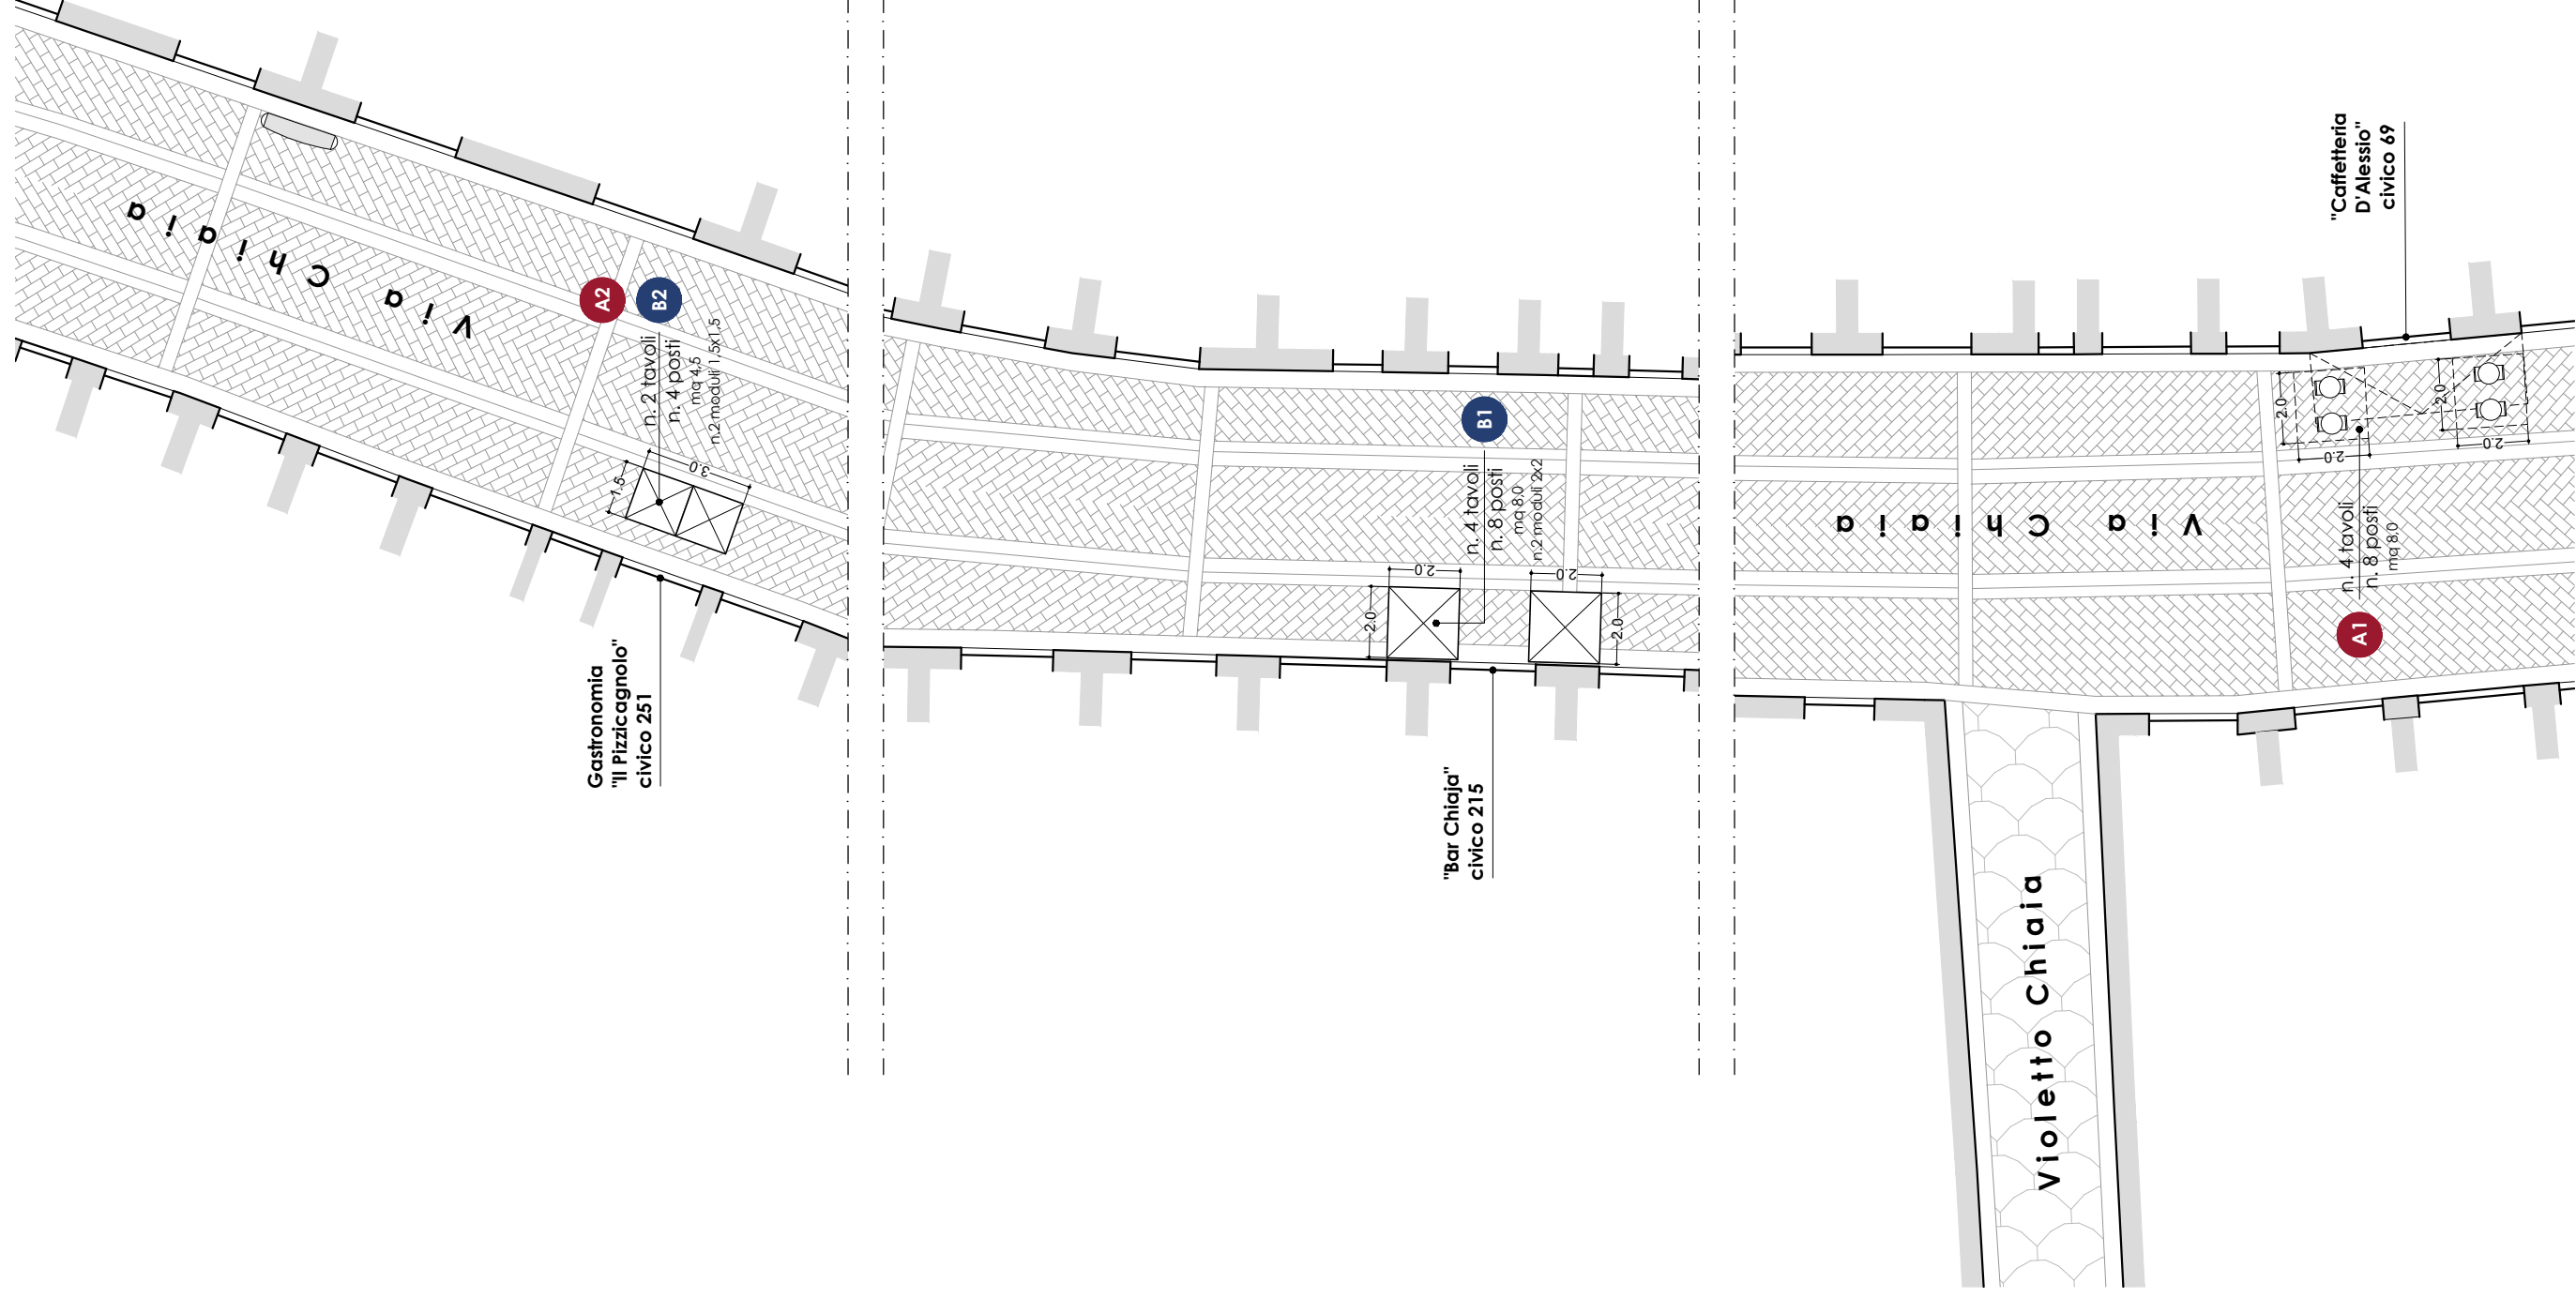 Via Chiaia
A2
B2
n. 2 tavoli
n. 4 posti
mq 4,5
n.2 moduli 1,5x1,5
1.5
3.0
Gastronomia
"Il Pizzicagnolo"
civico 251
B1
n. 4 tavoli
n. 8 posti
mq 8,0
n.2 moduli 2x2
2.0
2.0
2.0
2.0
"Bar Chiaja"
civico 215
Via Chiaia
"Caffetteria
D'Alessio"
civico 69
2.0
2.0
2.0
2.0
n. 4 tavoli
n. 8 posti
mq 8,0
A1
Violetto Chiaia